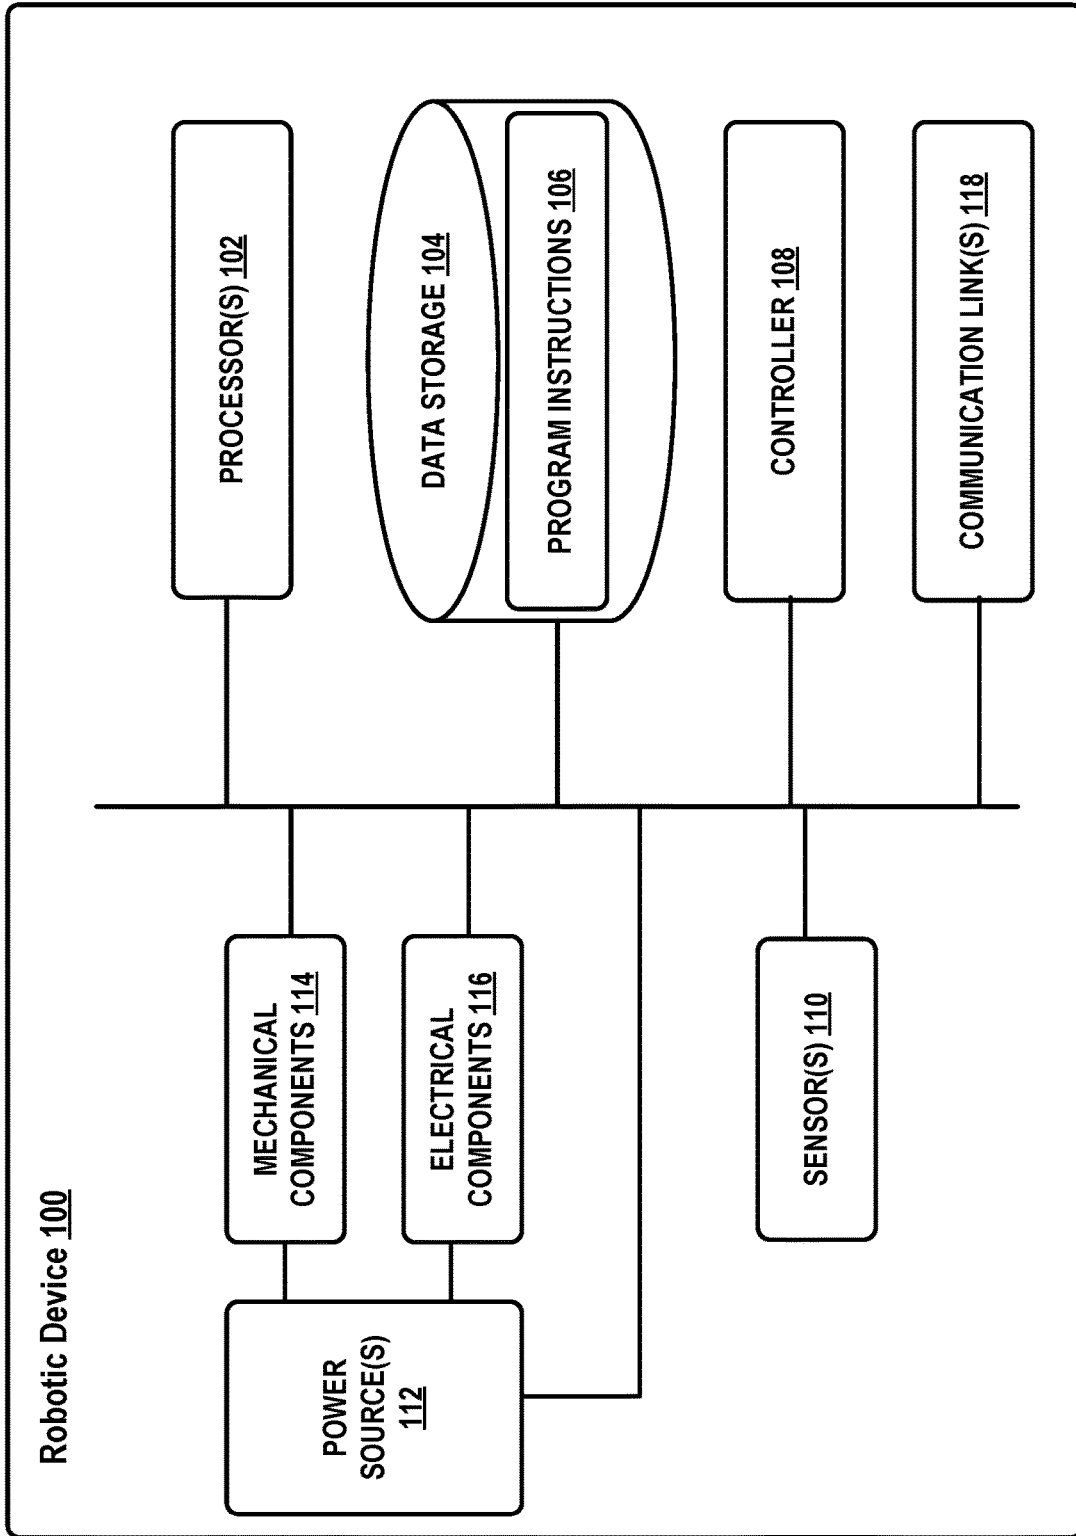 Robotic Device 100
POWER
SOURCE(S)
112
MECHANICAL
COMPONENTS 114
ELECTRICAL
COMPONENTS 116
SENSOR(S) 110
PROCESSOR(S) 102
DATA STORAGE 104
PROGRAM INSTRUCTIONS 106
CONTROLLER 108
COMMUNICATION LINK(S) 118